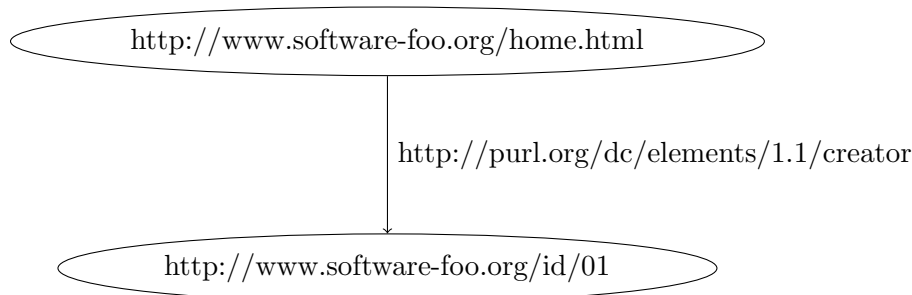 http://www.software-foo.org/home.html
http://purl.org/dc/elements/1.1/creator
http://www.software-foo.org/id/01